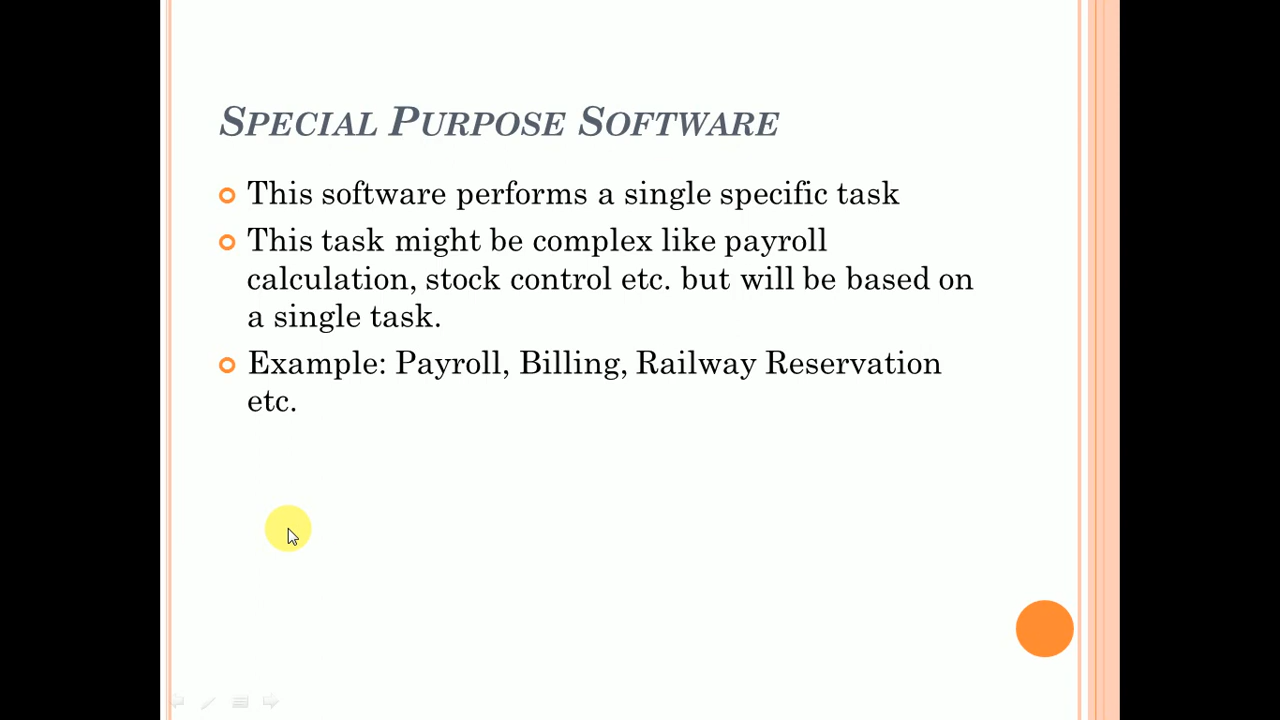 SPECIAL PURPOSE SOFTWARE
This software performs a single specific task
This task might be complex like payroll
calculation, stock control etc. but will be based on
a single task.
Example: Payroll, Billing, Railway Reservation
etc.